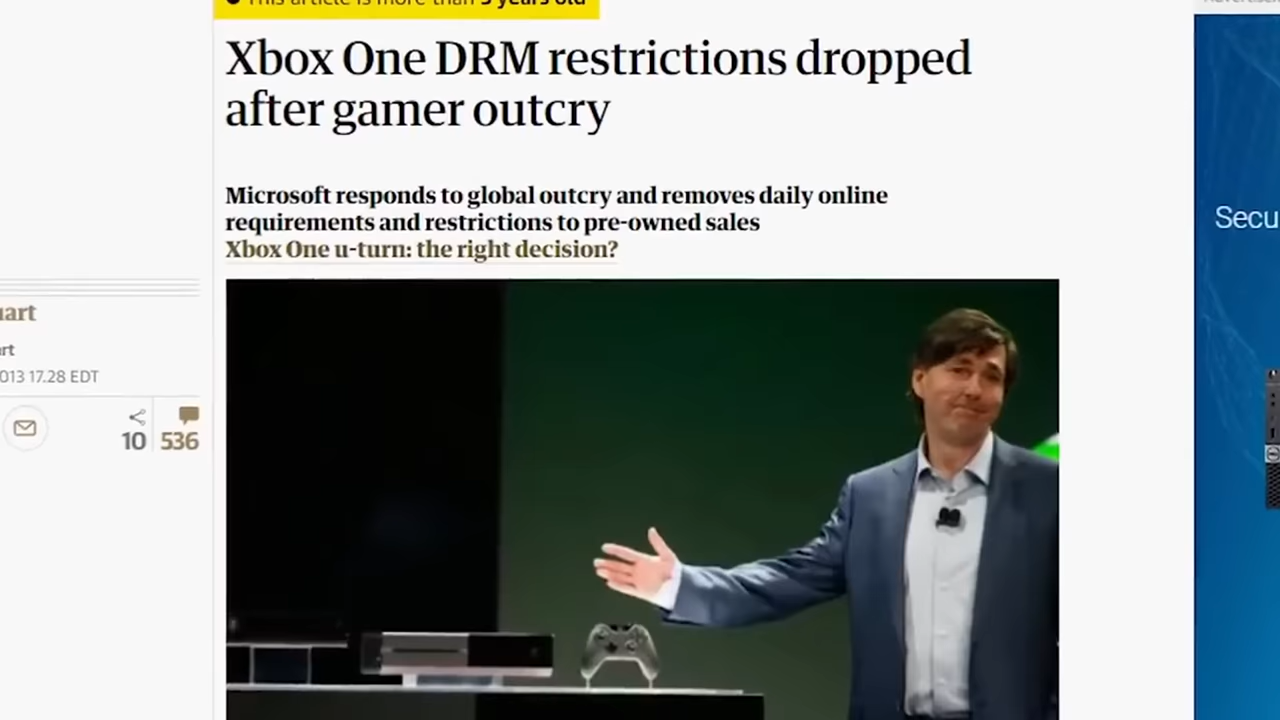 This article is more than 5 years old
Xbox One DRM restrictions dropped
after gamer outcry
Microsoft responds to global outcry and removes daily online
requirements and restrictions to pre-owned sales
Xbox One u-turn: the right decision?
art
rt
013 17.28 EDT
10 536
Secu